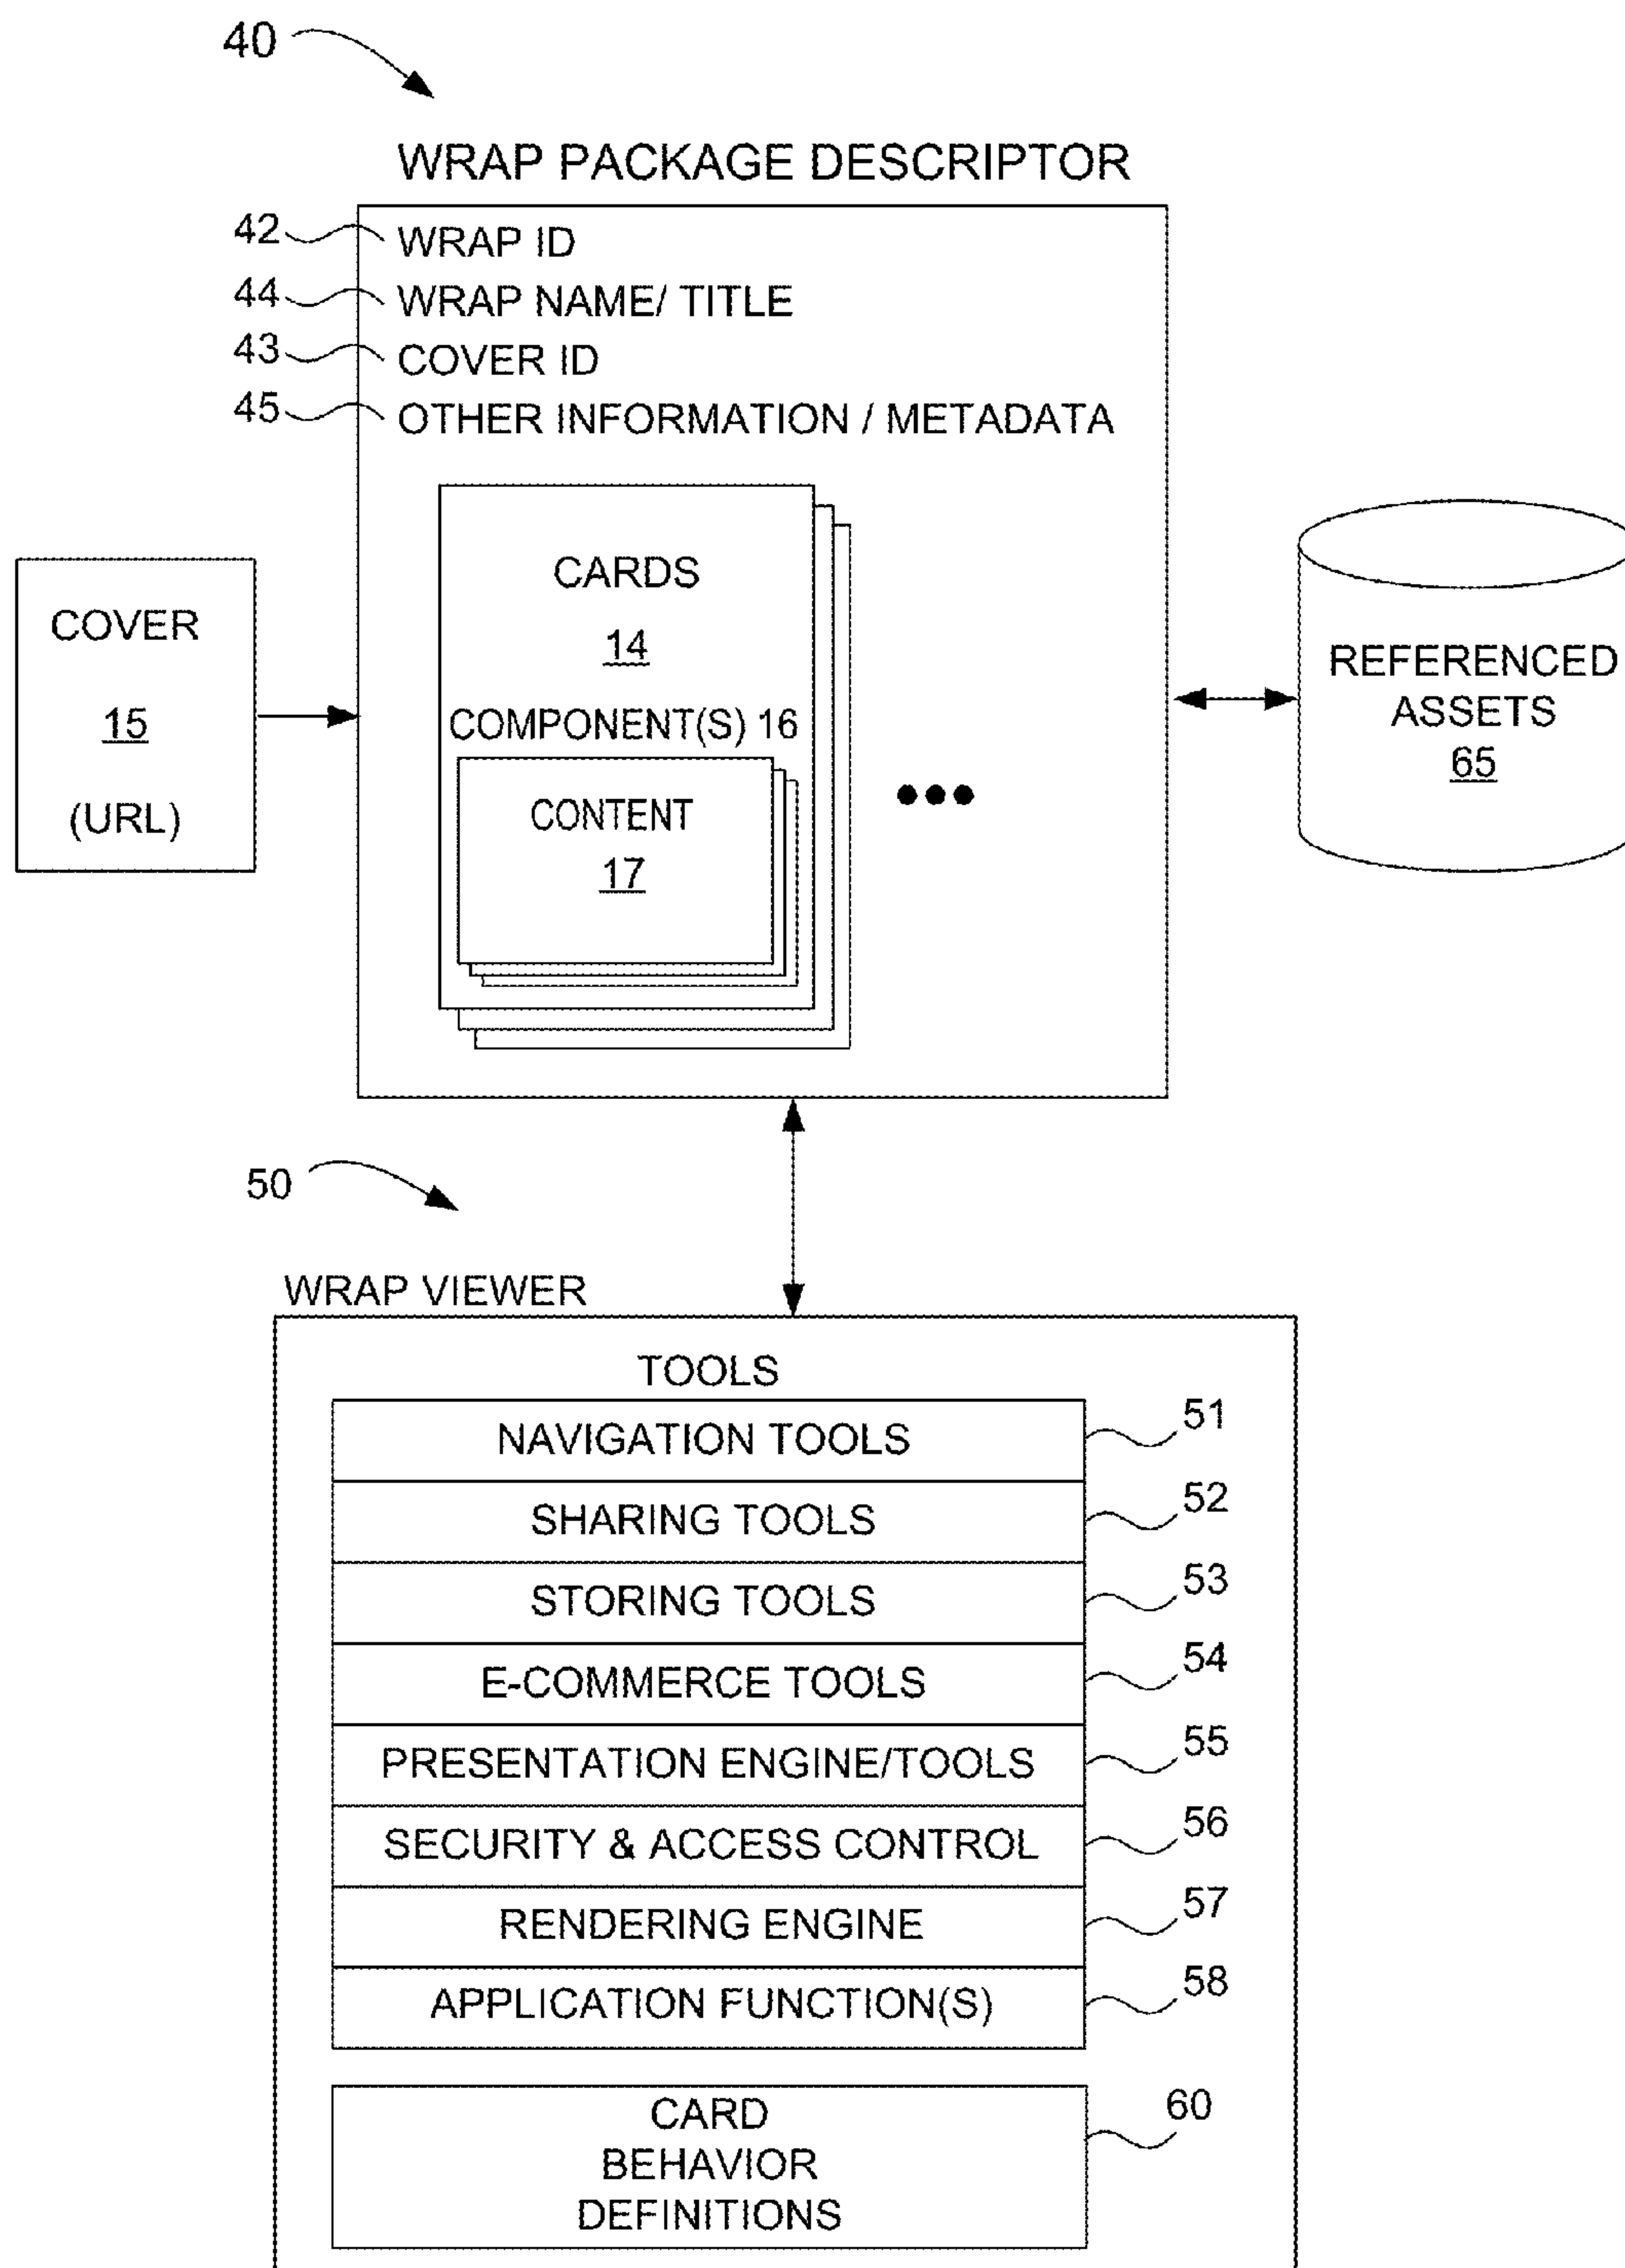 40
WRAP PACKAGE DESCRIPTOR
42 WRAP ID
44 WRAP NAME/ TITLE
43 COVER ID
45 OTHER INFORMATION / METADATA
COVER
15
(URL)
CARDS
14
COMPONENT(S) 16
CONTENT
17
REFERENCED
ASSETS
65
50
WRAP VIEWER
TOOLS
NAVIGATION TOOLS 51
SHARING TOOLS 52
STORING TOOLS 53
E-COMMERCE TOOLS 54
PRESENTATION ENGINE/TOOLS 55
SECURITY & ACCESS CONTROL 56
RENDERING ENGINE 57
APPLICATION FUNCTION(S) 58
CARD 60
BEHAVIOR
DEFINITIONS